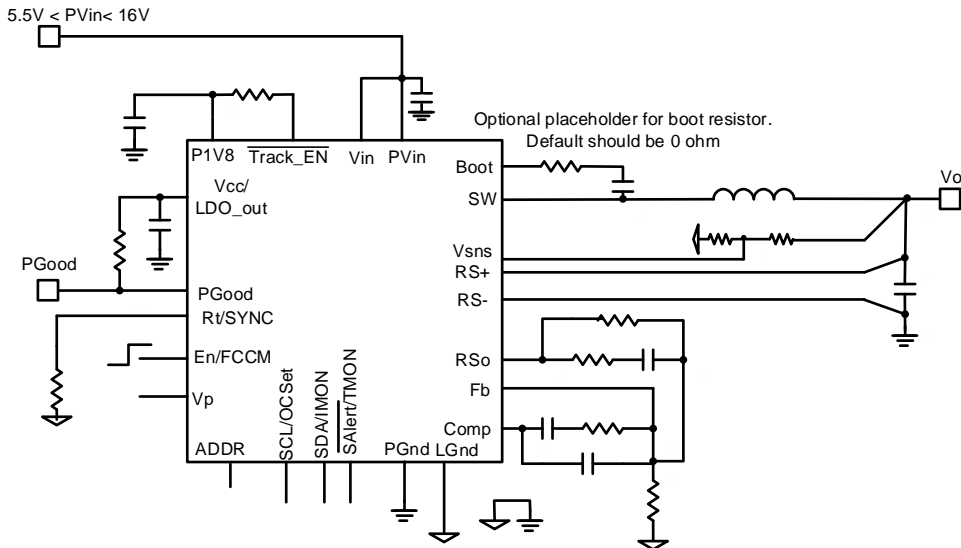 5.5V < PVin< 16V
Optional placeholder for boot resistor.
Default should be 0 ohm
P1V8
Track_EN
Vin
PVin
Boot
Vcc/
LDO_out
SW
Vo
Vsns
RS+
RS-
PGood
PGood
Rt/SYNC
En/FCCM
RSo
Fb
Vp
Comp
ADDR
SCL/OCSet
SDA/IMON
SAlert/TMON
PGnd
LGnd